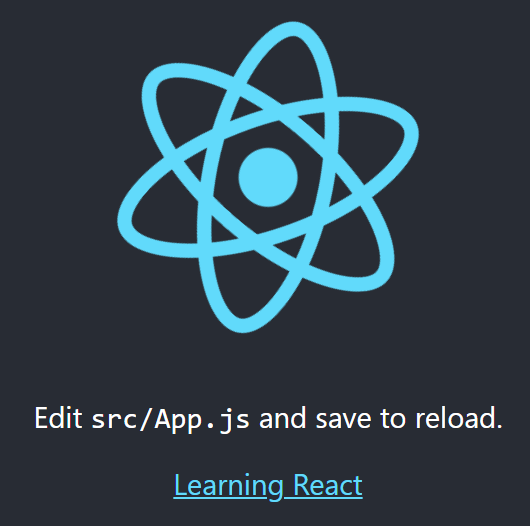 Edit src/App.js and save to reload.
Learning React